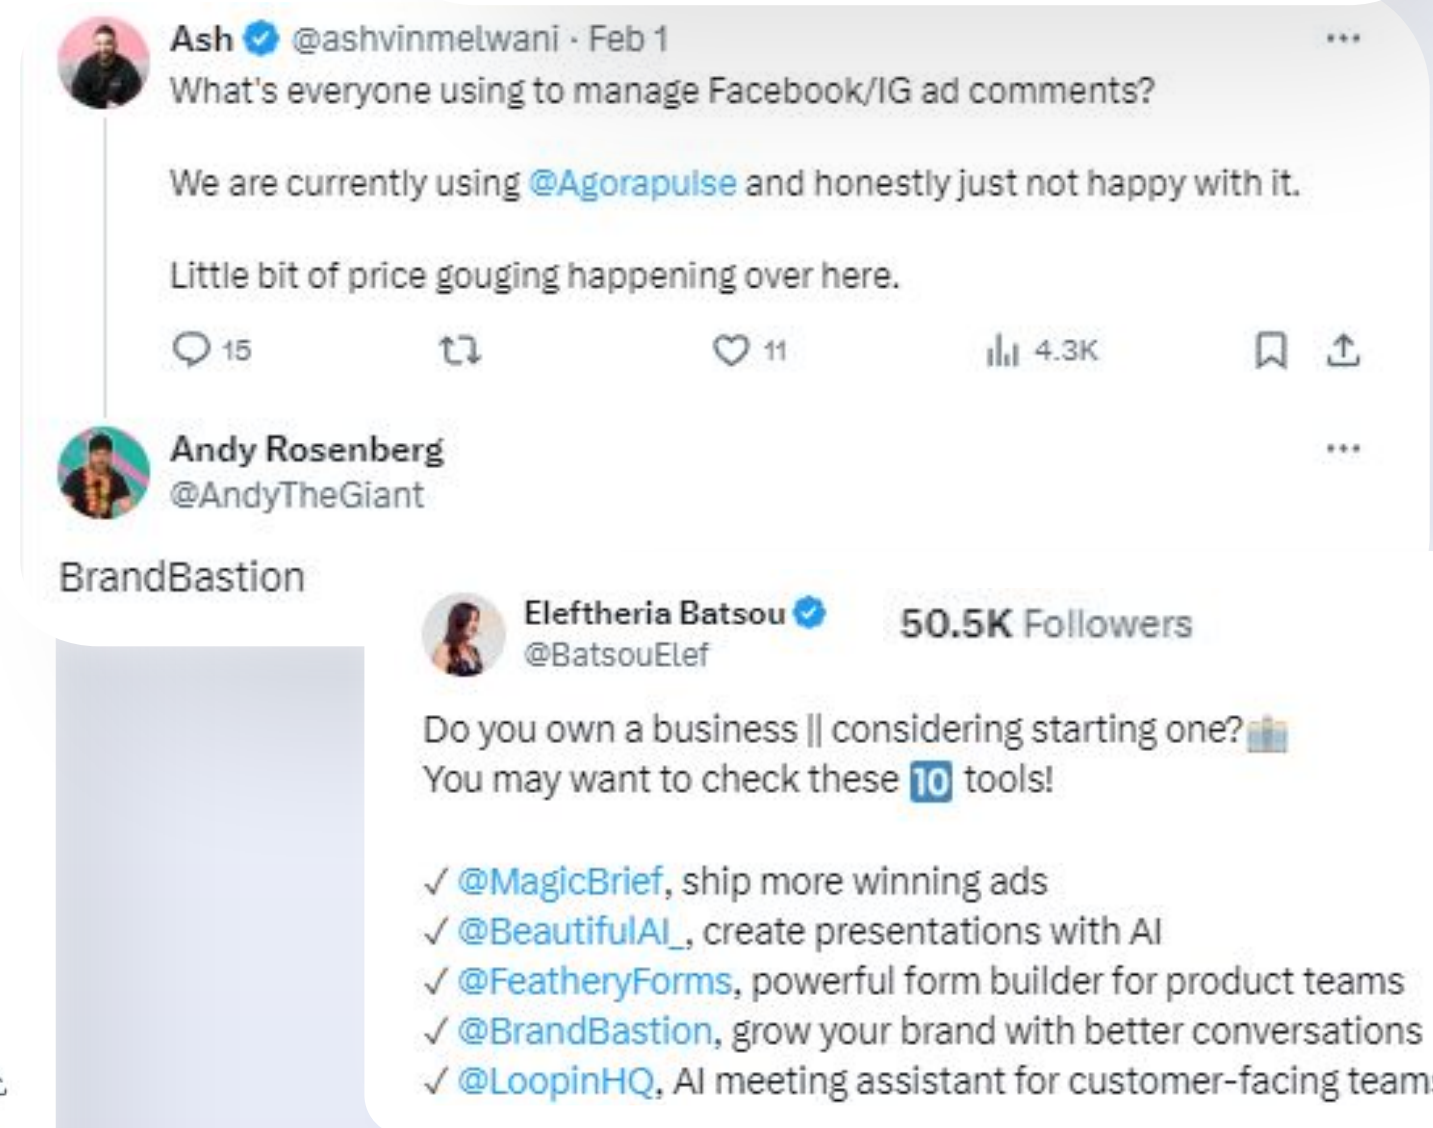 Ash @ashvinmelwani · Feb 1
What's everyone using to manage Facebook/IG ad comments?
We are currently using @Agorapulse and honestly just not happy with it.
Little bit of price gouging happening over here.
15 11 4.3K
Andy Rosenberg
@AndyTheGiant
BrandBastion
Eleftheria Batsou 50.5K Followers
@BatsouElef
Do you own a business || considering starting one?
You may want to check these 10 tools!
✓ @MagicBrief, ship more winning ads
✓ @BeautifulAI_, create presentations with AI
✓ @FeatheryForms, powerful form builder for product teams
✓ @BrandBastion, grow your brand with better conversations
✓ @LoopinHQ, AI meeting assistant for customer-facing teams